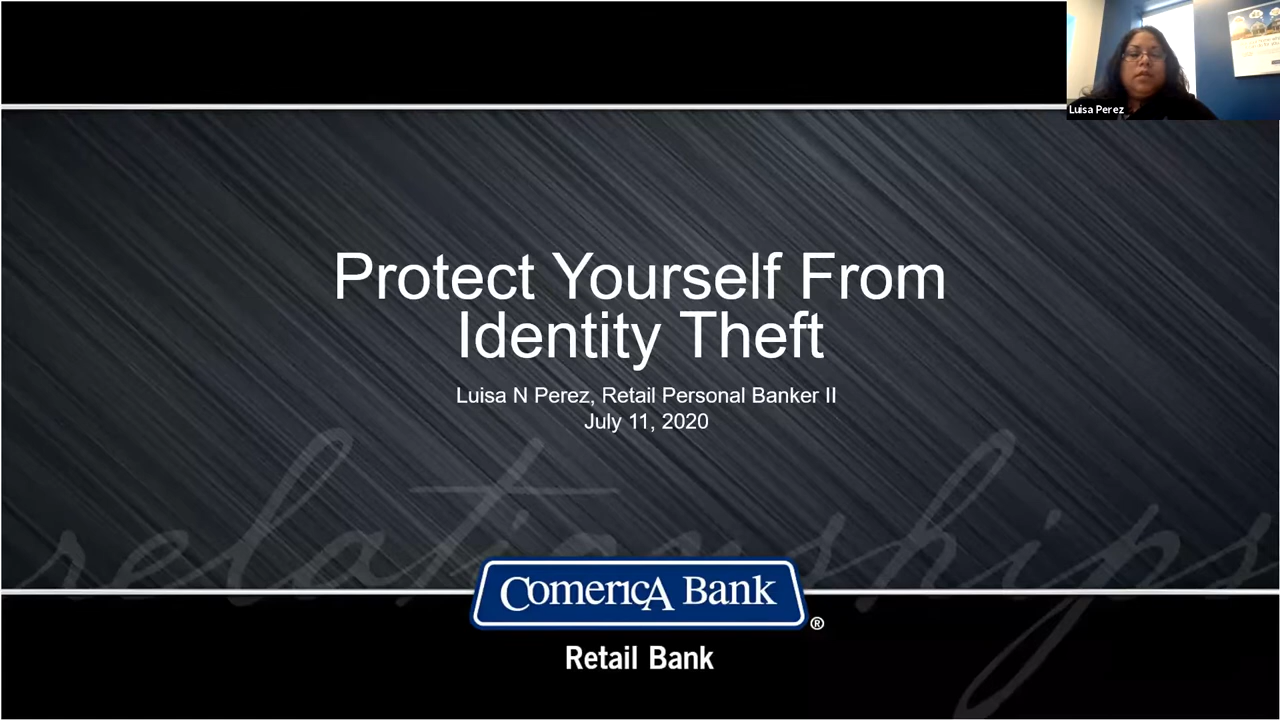 Luisa Perez
Protect Yourself From
Identity Theft
Luisa N Perez, Retail Personal Banker II
July 11, 2020
relationships
Comerica Bank
®
Retail Bank